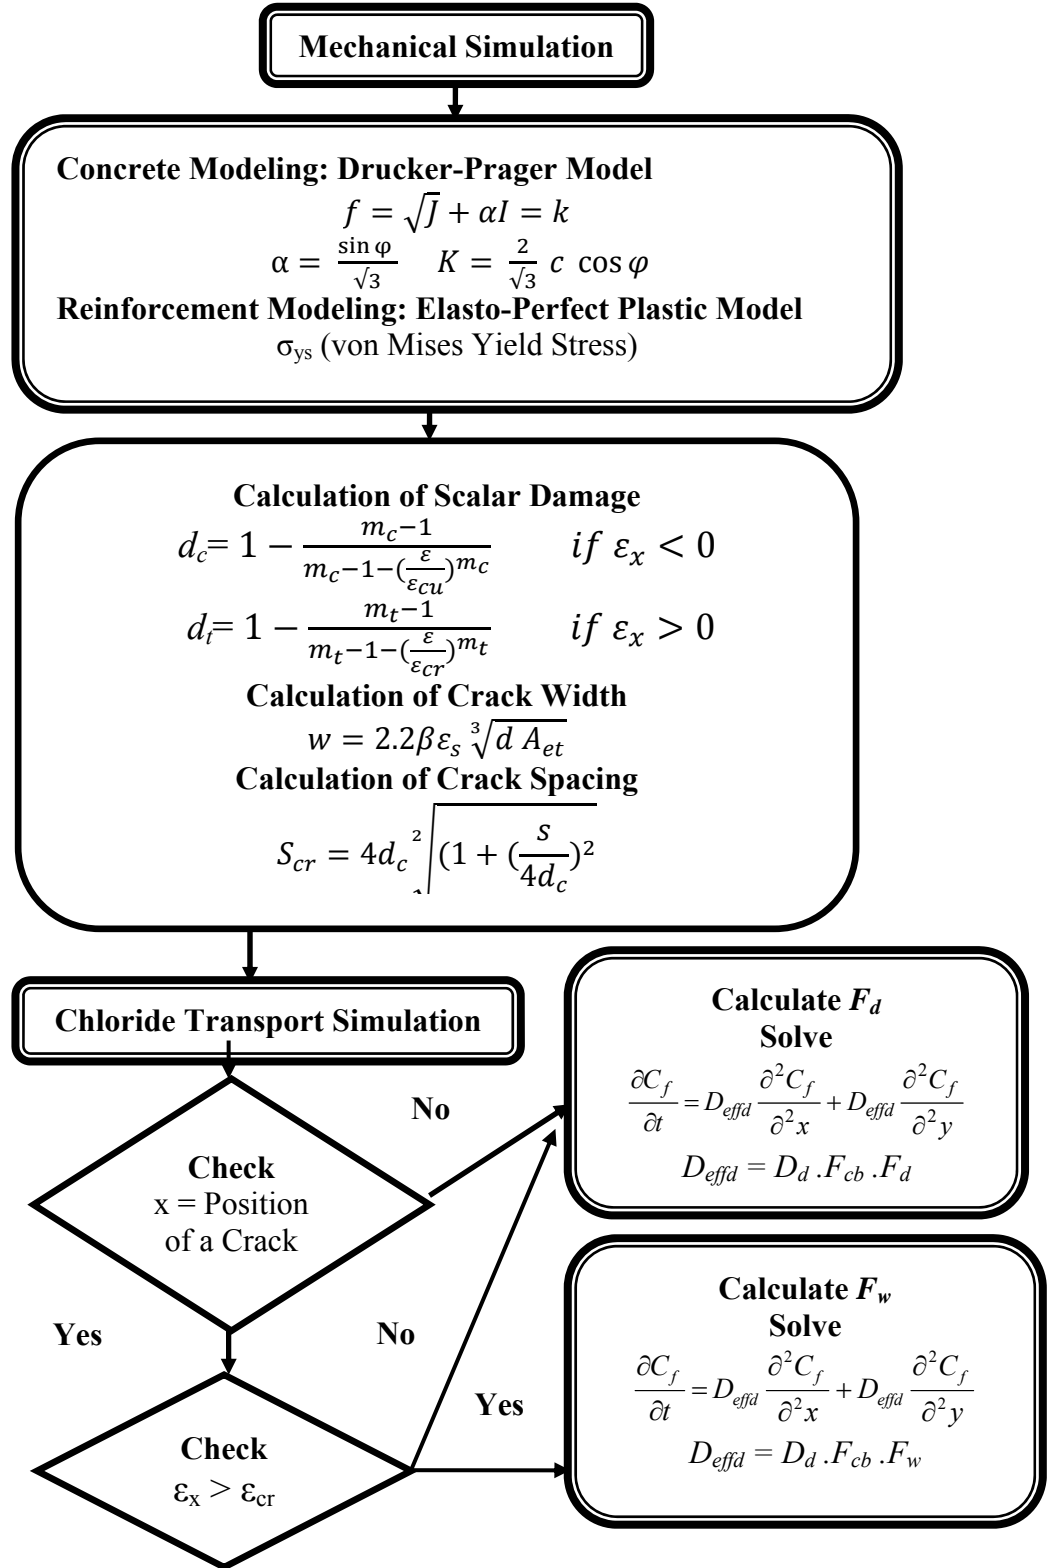 Mechanical Simulation
Concrete Modeling: Drucker-Prager Model
f = √J + αI = k
α = sin φ/√3 K = 2/√3 c cos φ
Reinforcement Modeling: Elasto-Perfect Plastic Model
σys (von Mises Yield Stress)
Calculation of Scalar Damage
dc= 1 − (mc−1)/(mc−1−(ε/εcu)^mc) if εx < 0
dt= 1 − (mt−1)/(mt−1−(ε/εcr)^mt) if εx > 0
Calculation of Crack Width
w = 2.2βεs ∛(d Aet)
Calculation of Crack Spacing
Scr = 4dc ²√(1 + (s/4dc)²
Chloride Transport Simulation
Check
x = Position
of a Crack
No
Yes
Check
εx > εcr
No
Yes
Calculate Fd
Solve
∂Cf/∂t = Deffd ∂²Cf/∂²x + Deffd ∂²Cf/∂²y
Deffd = Dd .Fcb .Fd
Calculate Fw
Solve
∂Cf/∂t = Deffd ∂²Cf/∂²x + Deffd ∂²Cf/∂²y
Deffd = Dd .Fcb .Fw